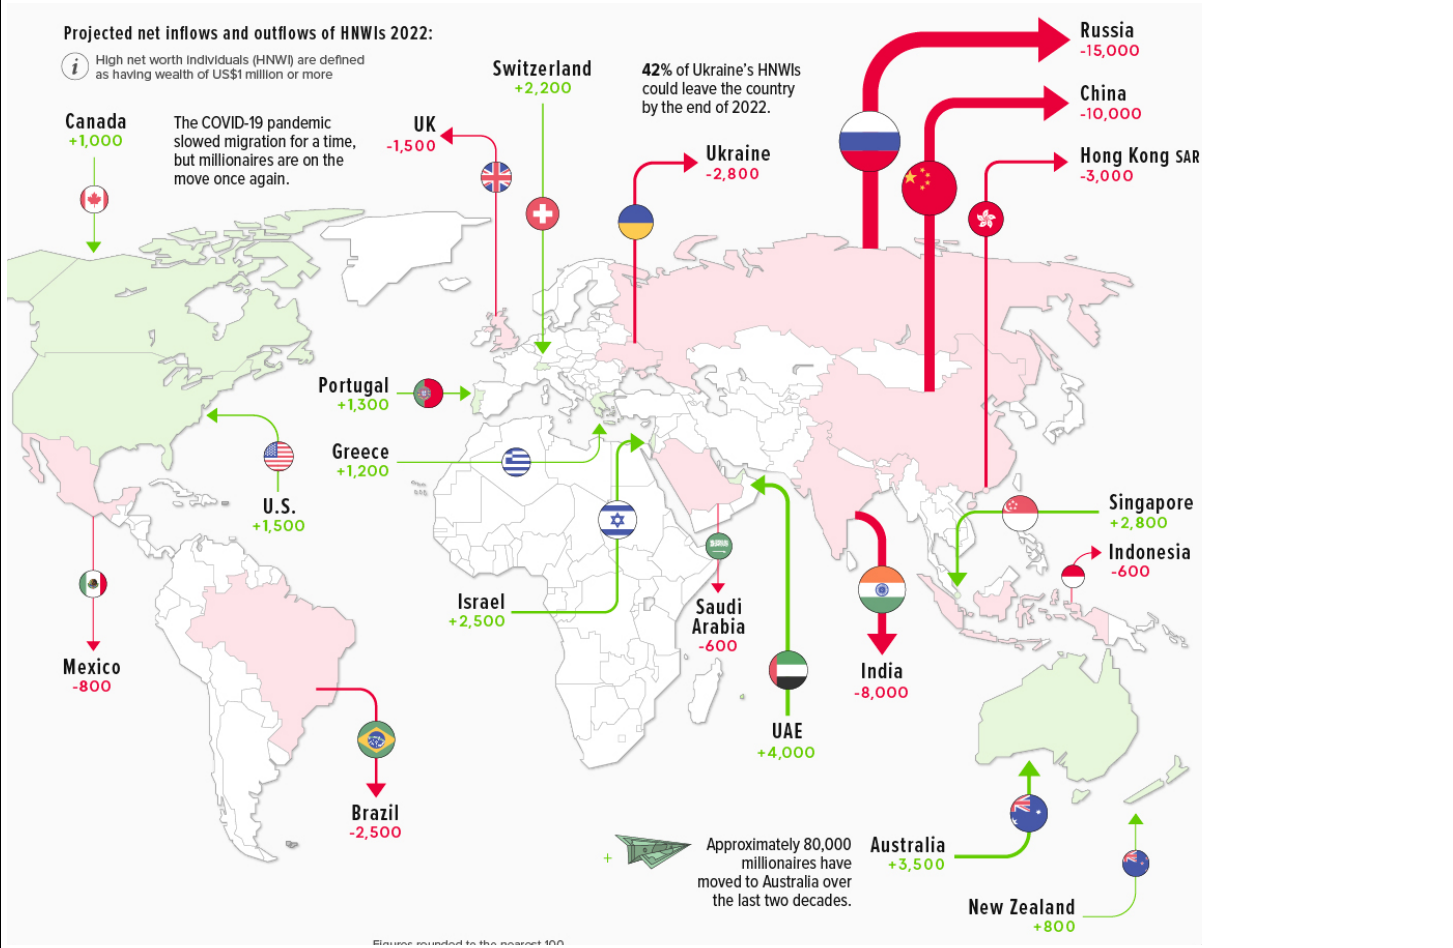 Projected net inflows and outflows of HNWIs 2022:
i
High net worth individuals (HNWI) are defined
as having wealth of US$1 million or more
Canada
+1,000
The COVID-19 pandemic
slowed migration for a time,
but millionaires are on the
move once again.
UK
-1,500
Switzerland
+2,200
42% of Ukraine's HNWIs
could leave the country
by the end of 2022.
Ukraine
-2,800
Russia
-15,000
China
-10,000
Hong Kong SAR
-3,000
Portugal
+1,300
Greece
+1,200
U.S.
+1,500
Singapore
+2,800
Indonesia
-600
Israel
+2,500
Saudi
Arabia
-600
Mexico
-800
India
-8,000
UAE
+4,000
Brazil
-2,500
+
Approximately 80,000
millionaires have
moved to Australia over
the last two decades.
Australia
+3,500
New Zealand
+800
Figures rounded to the nearest 100